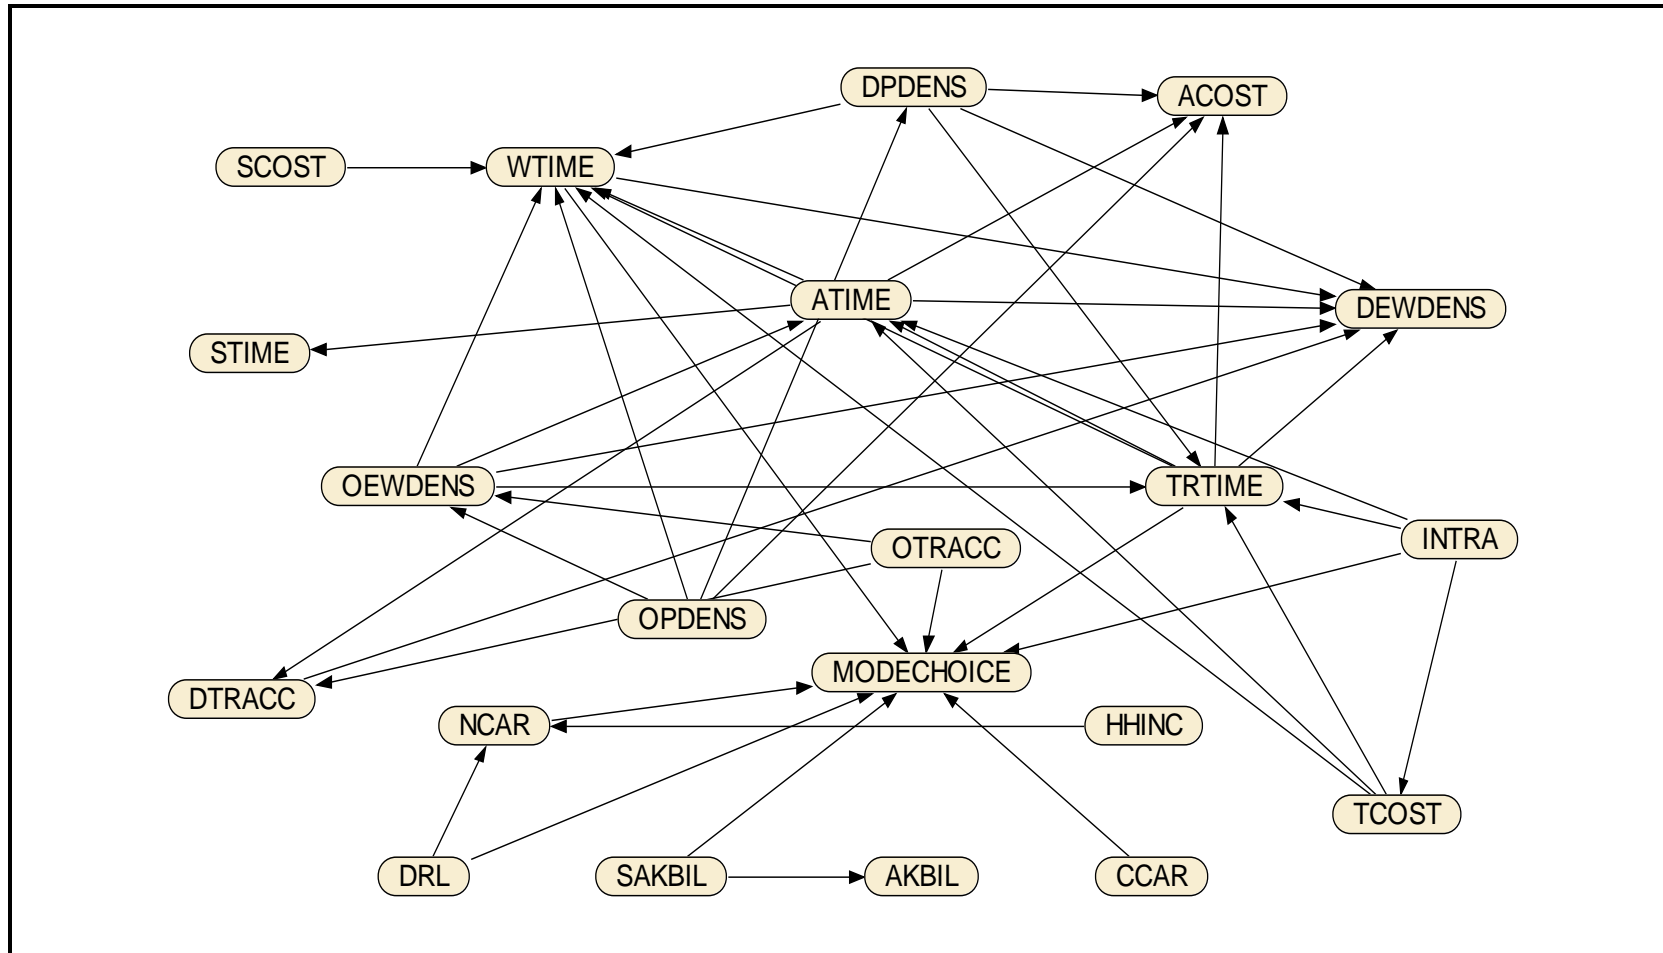 DPDENS
ACOST
SCOST
WTIME
ATIME
DEWDENS
STIME
OEWDENS
TRTIME
OTRACC
INTRA
OPDENS
MODECHOICE
DTRACC
NCAR
HHINC
TCOST
DRL
SAKBIL
AKBIL
CCAR